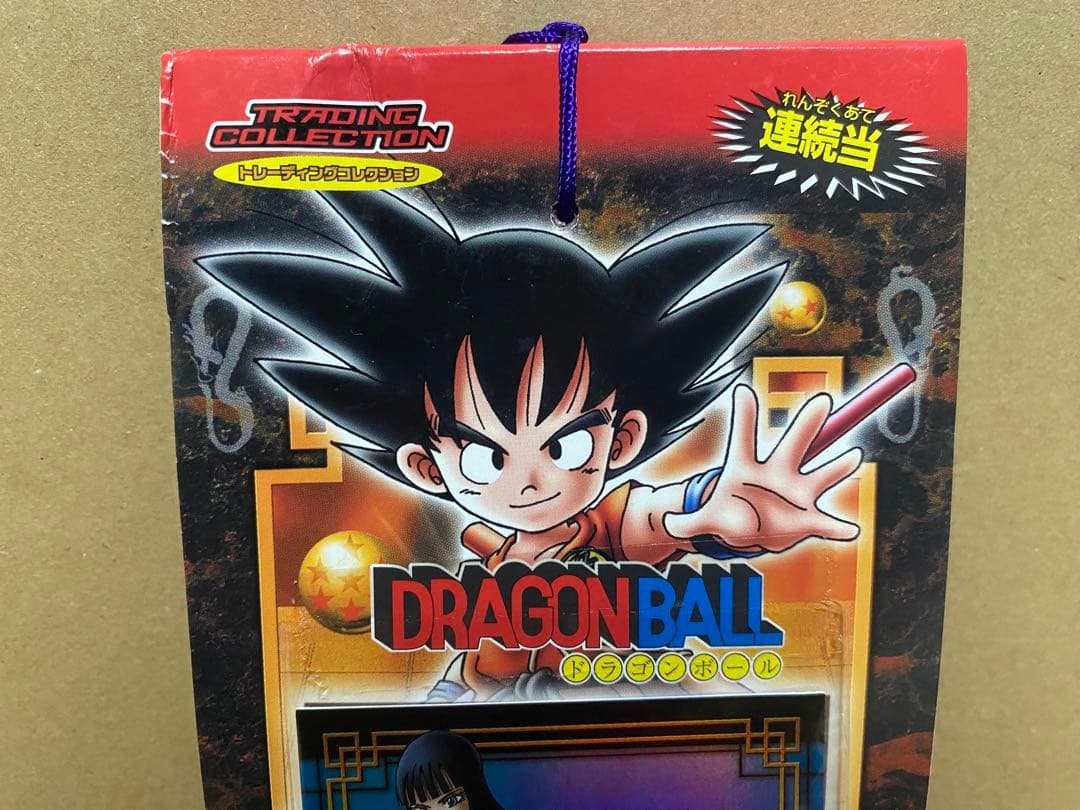 TRADING
COLLECTION
トレーディングコレクション
れんぞくあて
連続当
DRAGON BALL
ドラゴンボール